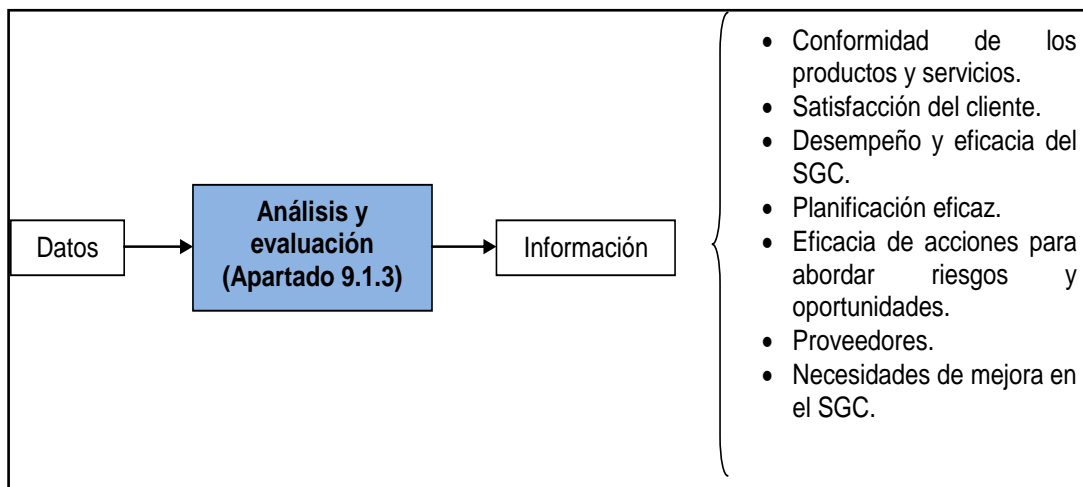 Datos
Análisis y
evaluación
(Apartado 9.1.3)
Información
• Conformidad de los
productos y servicios.
• Satisfacción del cliente.
• Desempeño y eficacia del
SGC.
• Planificación eficaz.
• Eficacia de acciones para
abordar riesgos y
oportunidades.
• Proveedores.
• Necesidades de mejora en
el SGC.